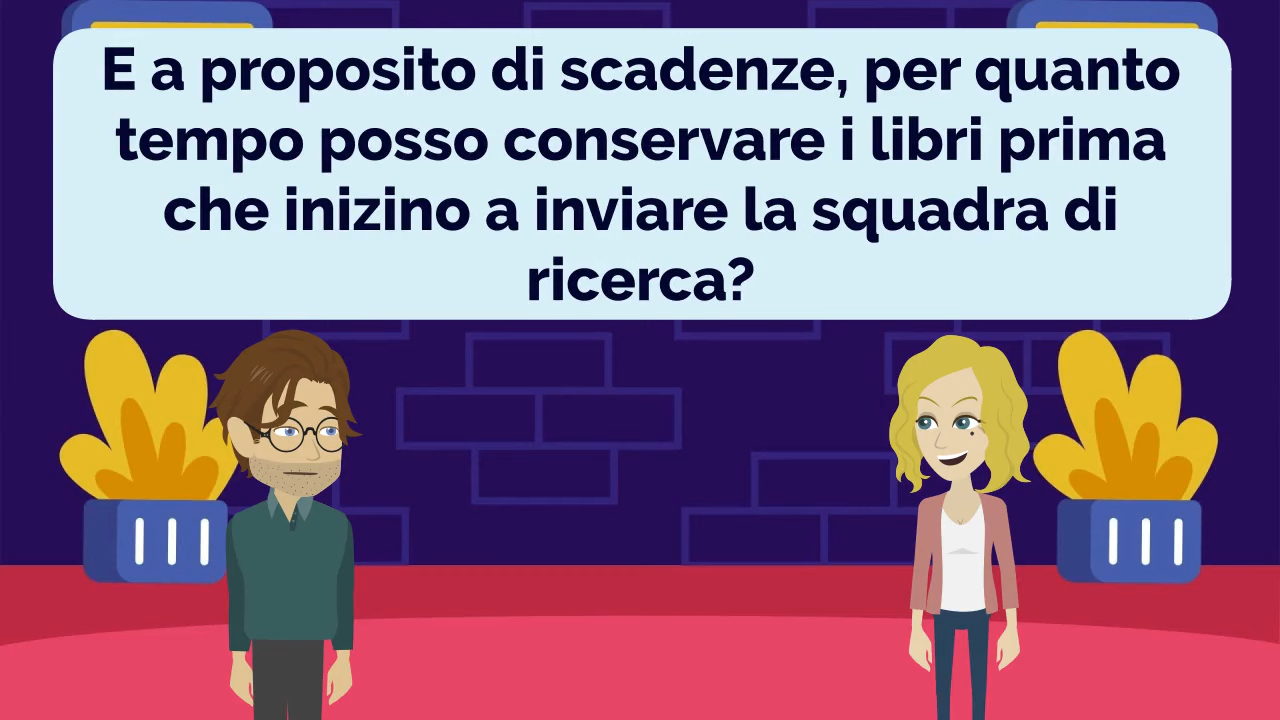 E a proposito di scadenze, per quanto
tempo posso conservare i libri prima
che inizino a inviare la squadra di
ricerca?